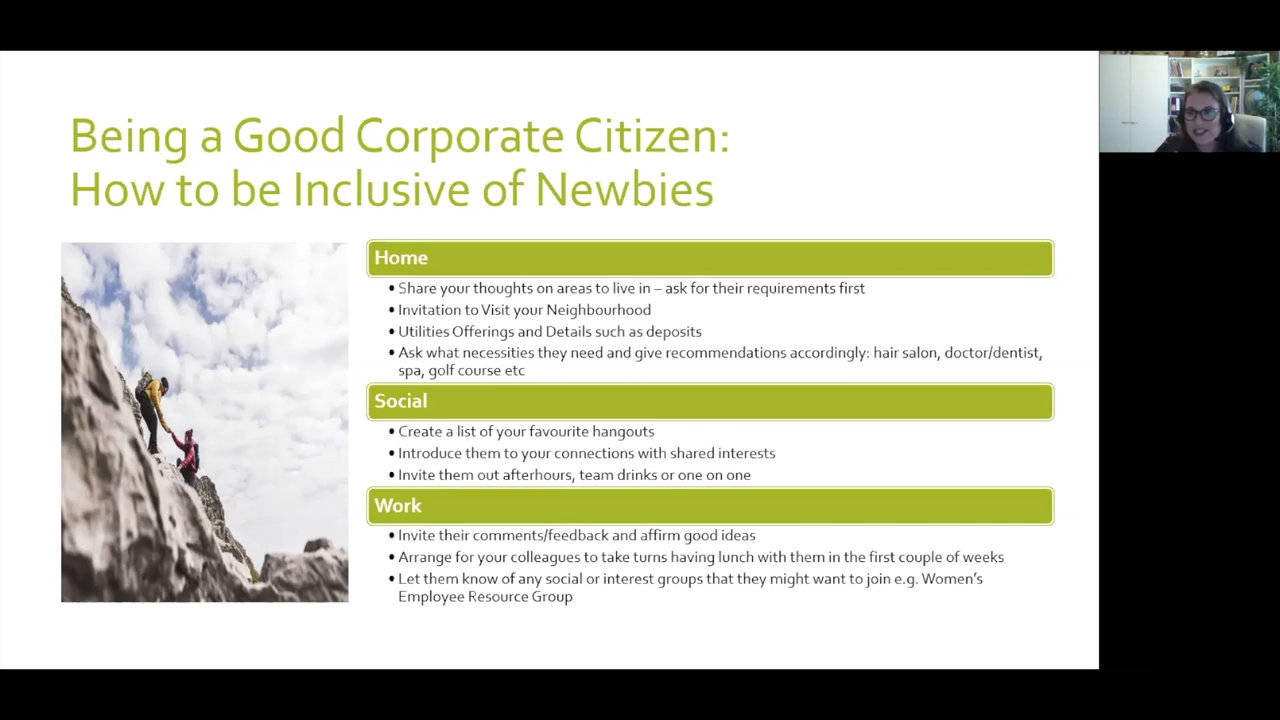 Being a Good Corporate Citizen:
How to be Inclusive of Newbies
Home
• Share your thoughts on areas to live in – ask for their requirements first
• Invitation to Visit your Neighbourhood
• Utilities Offerings and Details such as deposits
• Ask what necessities they need and give recommendations accordingly: hair salon, doctor/dentist,
spa, golf course etc
Social
• Create a list of your favourite hangouts
• Introduce them to your connections with shared interests
• Invite them out afterhours, team drinks or one on one
Work
• Invite their comments/feedback and affirm good ideas
• Arrange for your colleagues to take turns having lunch with them in the first couple of weeks
• Let them know of any social or interest groups that they might want to join e.g. Women's
Employee Resource Group